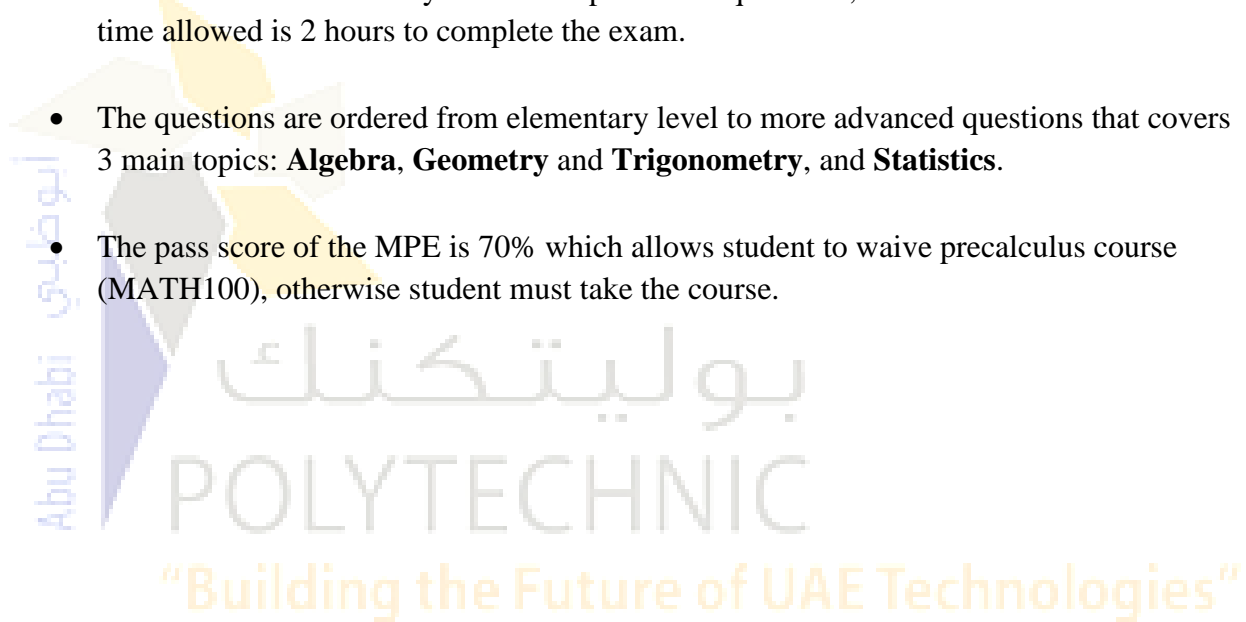 time allowed is 2 hours to complete the exam.
• The questions are ordered from elementary level to more advanced questions that covers
3 main topics: Algebra, Geometry and Trigonometry, and Statistics.
• The pass score of the MPE is 70% which allows student to waive precalculus course
(MATH100), otherwise student must take the course.
أبوظبي
Abu Dhabi
بوليتكنك
POLYTECHNIC
"Building the Future of UAE Technologies"